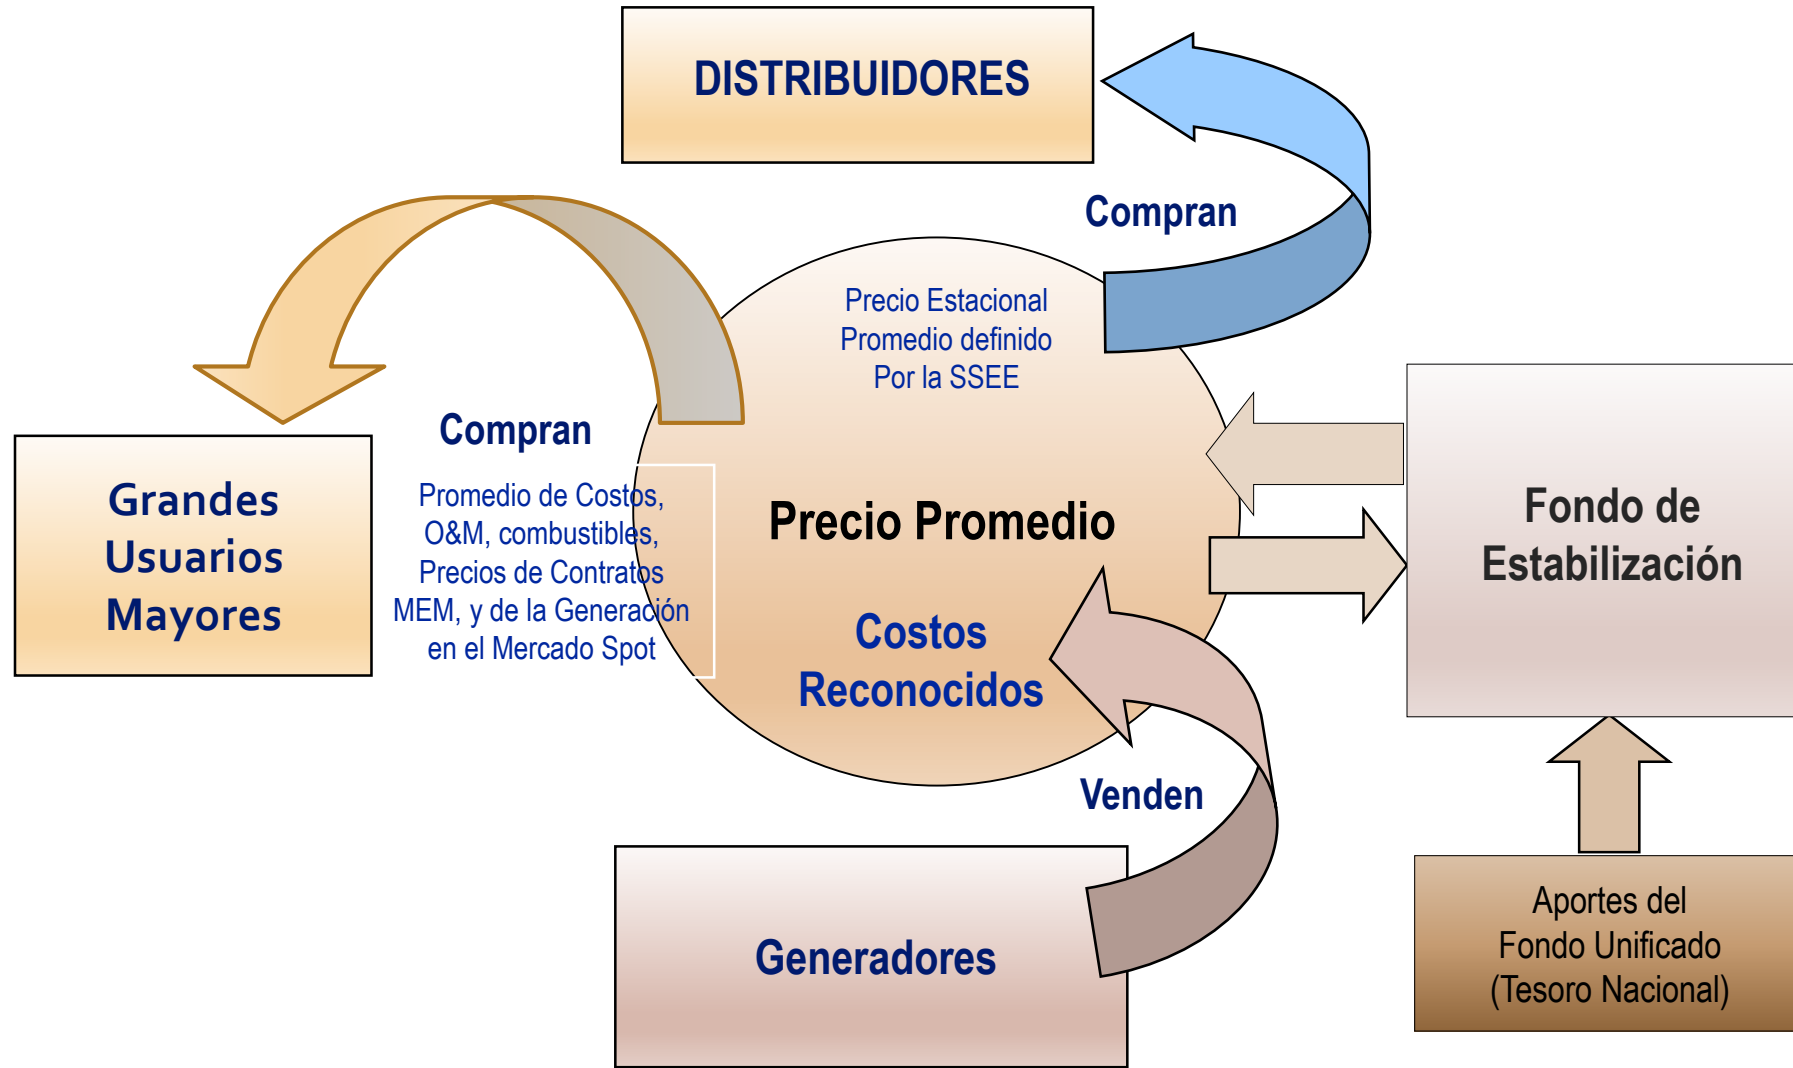 DISTRIBUIDORES
Compran
Precio Estacional
Promedio definido
Por la SSEE
Compran
Grandes
Usuarios
Mayores
Promedio de Costos,
O&M, combustibles,
Precios de Contratos
MEM, y de la Generación
en el Mercado Spot
Precio Promedio
Costos
Reconocidos
Fondo de
Estabilización
Venden
Generadores
Aportes del
Fondo Unificado
(Tesoro Nacional)